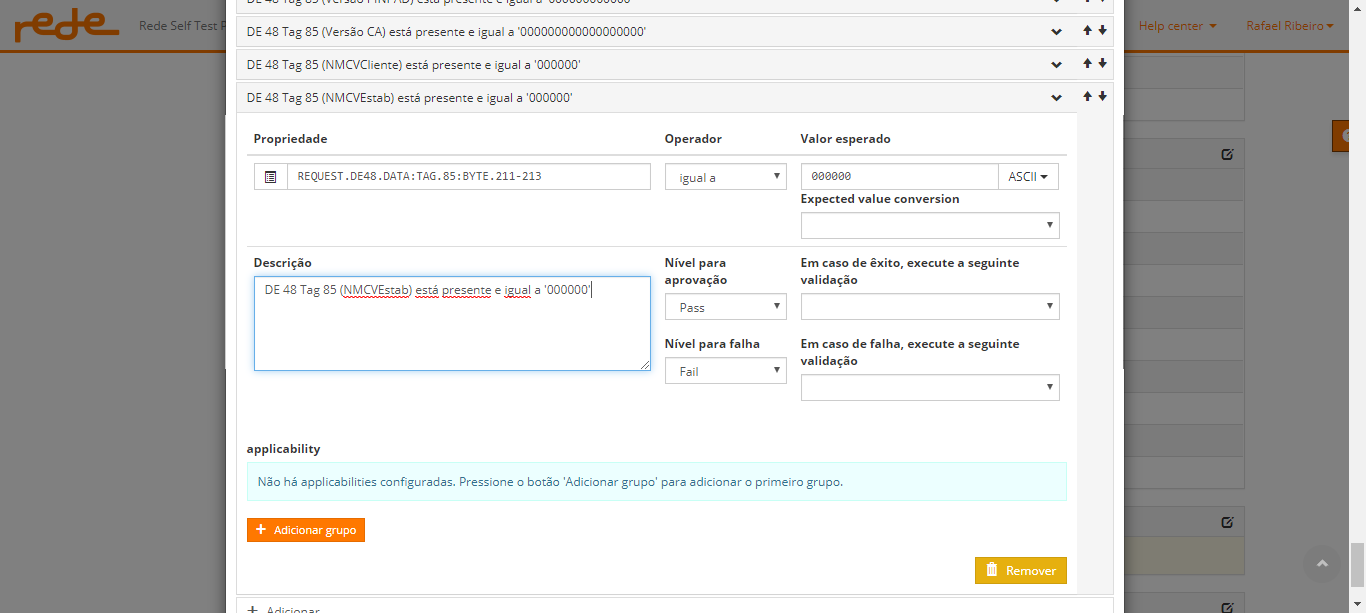 DE 48 Tag 85 (Versão PINPAD) está presente e igual a '000000000000
rede
Rede Self Test P
Help center
Rafael Ribeiro
DE 48 Tag 85 (Versão CA) está presente e igual a '000000000000000000'
DE 48 Tag 85 (NMCVCliente) está presente e igual a '000000'
DE 48 Tag 85 (NMCVEstab) está presente e igual a '000000'
Propriedade Operador Valor esperado
REQUEST.DE48.DATA:TAG.85:BYTE.211-213 igual a 000000 ASCII
Expected value conversion
Descrição
DE 48 Tag 85 (NMCVEstab) está presente e igual a '000000'
Nível para
aprovação
Pass
Em caso de êxito, execute a seguinte
validação
Nível para falha
Fail
Em caso de falha, execute a seguinte
validação
applicability
Não há applicabilities configuradas. Pressione o botão 'Adicionar grupo' para adicionar o primeiro grupo.
+ Adicionar grupo
Remover
+ Adicionar